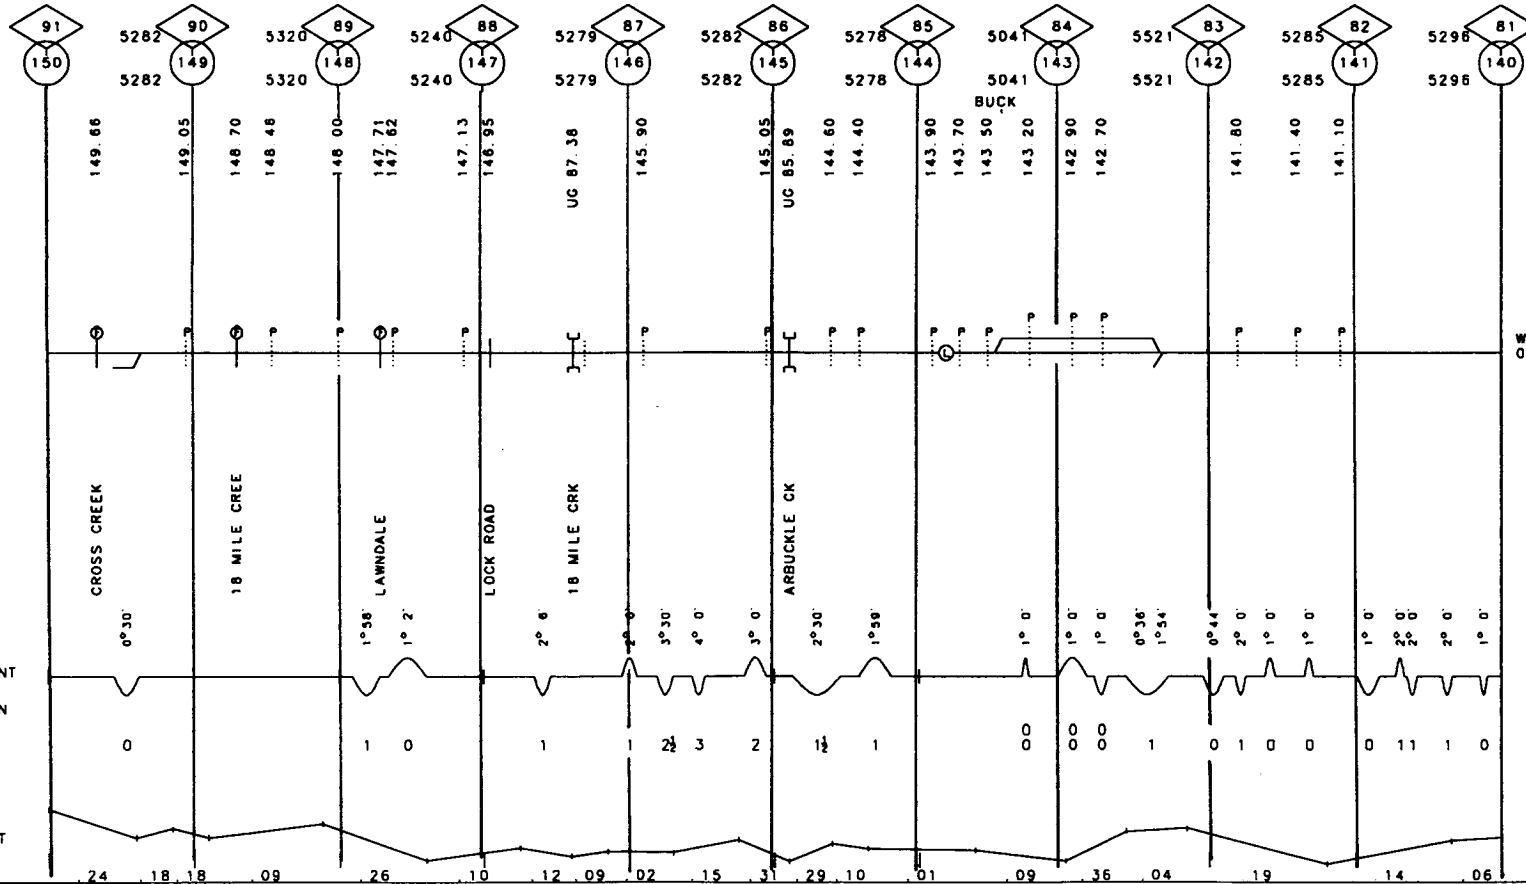 91 5282 90 5320 89 5240 88 5279 87 5282 86 5278 85 5041 84 5521 83 5285 82 5296 81
150 149 148 147 146 145 144 143 142 141 140
5282 5320 5240 5279 5282 5278 5041 5521 5285 5296
BUCK
149.66 149.05 148.70 148.48 148.00 147.71 147.62 147.13 146.95 UG 87.38 145.90 145.05 UG 85.89 144.60 144.40 143.90 143.70 143.50 143.20 142.90 142.70 141.80 141.40 141.10
P P P
P P P P P P P P P P P P P P P P P P
L
W
O
CROSS CREEK
18 MILE CREE
LAWNDALE
LOCK ROAD
18 MILE CRK
ARBUCKLE CK
0°30' 1°58' 1° 2' 2° 6' 2° 0' 3°30' 4° 0' 3° 0' 2°30' 1°59' 1° 0' 1° 0' 1° 0' 0°36' 1°54' 0°44' 2° 0' 1° 0' 1° 0' 1° 0' 2° 0' 2° 0' 2° 0' 1° 0'
NT
N
0 0 0
0 1 0 1 1 2½ 3 2 1½ 1 0 0 0 1 0 1 0 0 0 1 1 1 0
T
.24 .18 .18 .09 .26 .10 .12 .09 .02 .15 .31 .29 .10 .01 .09 .36 .04 .19 .14 .06